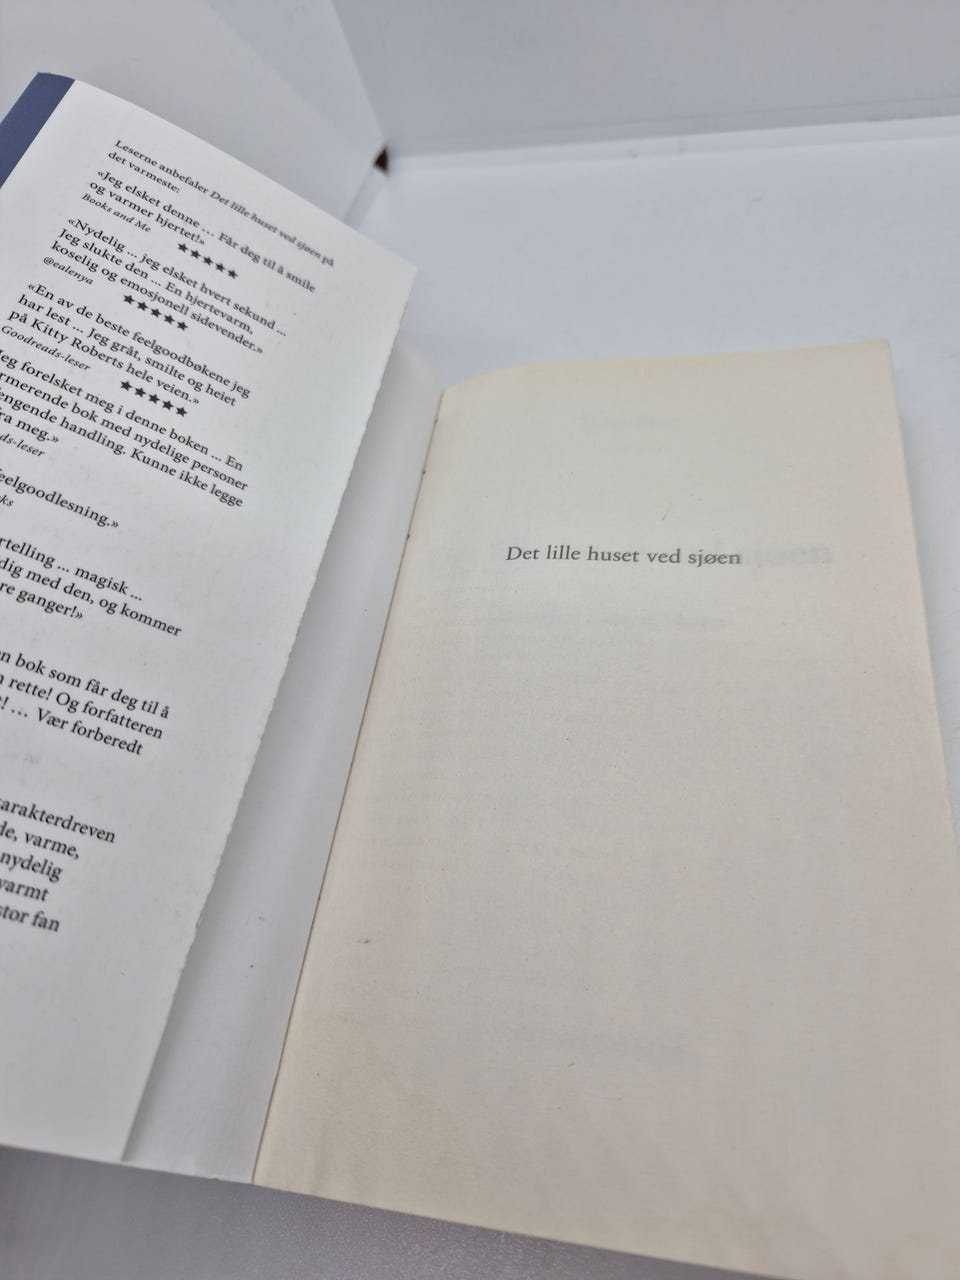 Leserne anbefaler Det lille huset ved sjøen på
det varmeste:
«Jeg elsket denne ... Får deg til å smile
og varmer hjertet!»
Books and Me
★★★★★
«Nydelig ... jeg elsket hvert sekund ...
Jeg slukte den ... En hjertevarm,
koselig og emosjonell sidevender.»
@ealenya
★★★★★
«En av de beste feelgoodbøkene jeg
har lest ... Jeg gråt, smilte og heiet
på Kitty Roberts hele veien.»
Goodreads-leser
★★★★★
eg forelsket meg i denne boken ... En
rmerende bok med nydelige personer
engende handling. Kunne ikke legge
ra meg.»
ds-leser
eelgoodlesning.»
ks
rtelling ... magisk ...
dig med den, og kommer
re ganger!»
n bok som får deg til å
n rette! Og forfatteren
! ... Vær forberedt
arakterdreven
de, varme,
nydelig
varmt
stor fan
Det lille huset ved sjøen